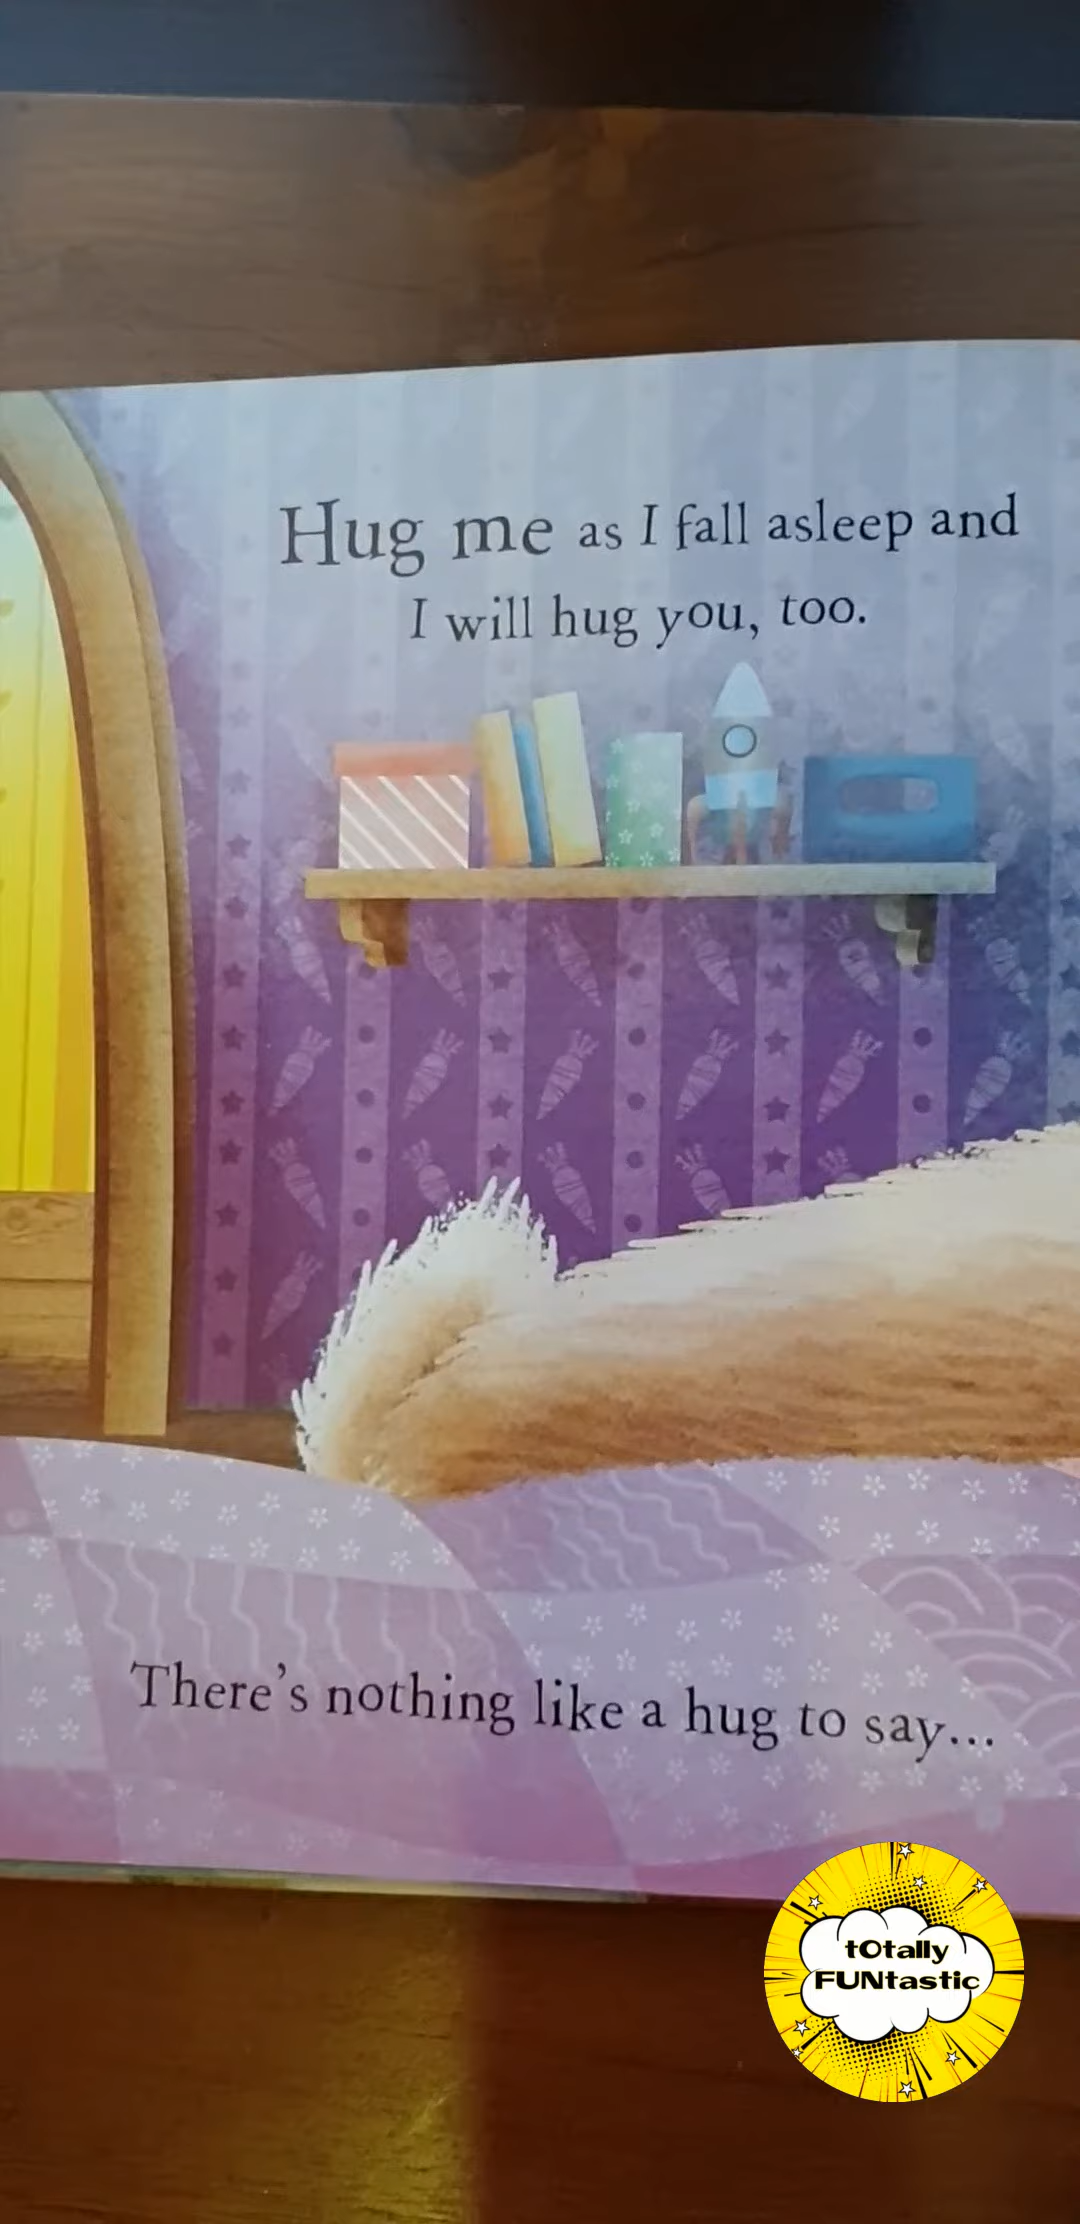 Hug me as I fall asleep and
I will hug you, too.
There's nothing like a hug to say...
tOtally
FUNtastic